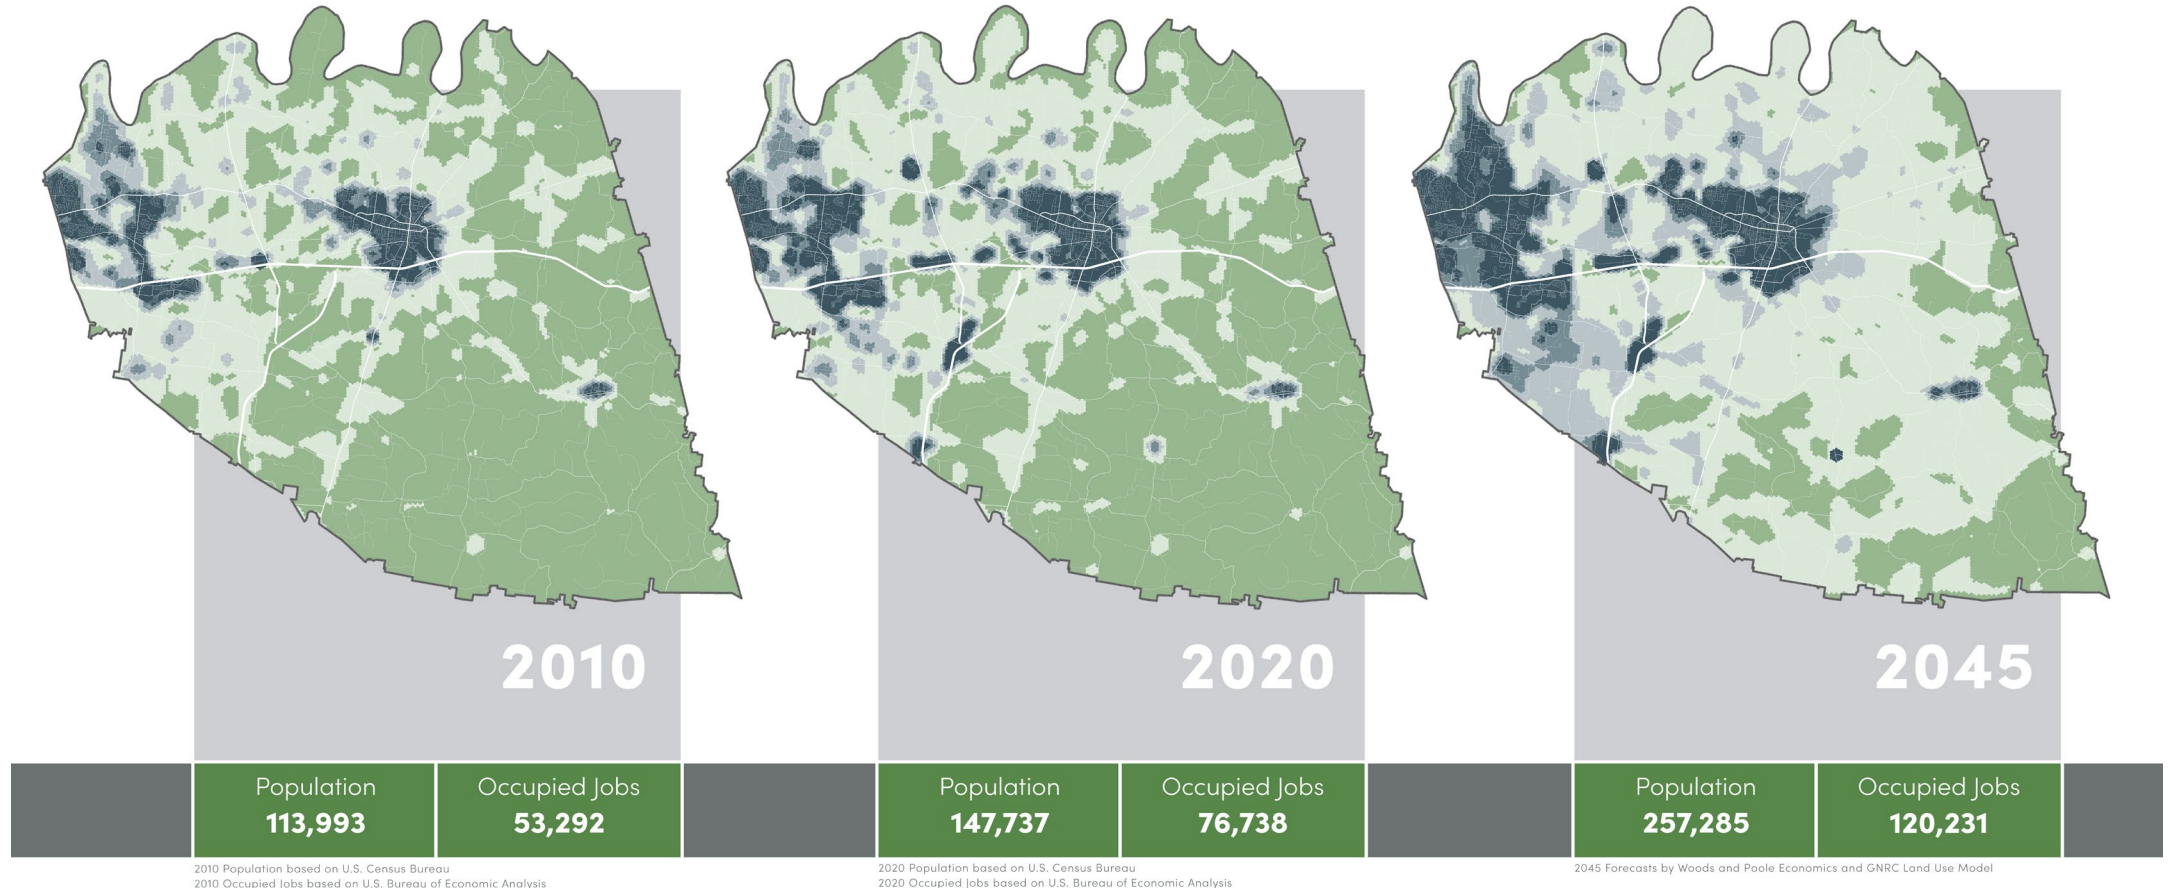 2010
2020
2045
Population
113,993
Occupied Jobs
53,292
Population
147,737
Occupied Jobs
76,738
Population
257,285
Occupied Jobs
120,231
2010 Population based on U.S. Census Bureau
2010 Occupied Jobs based on U.S. Bureau of Economic Analysis
2020 Population based on U.S. Census Bureau
2020 Occupied Jobs based on U.S. Bureau of Economic Analysis
2045 Forecasts by Woods and Poole Economics and GNRC Land Use Model